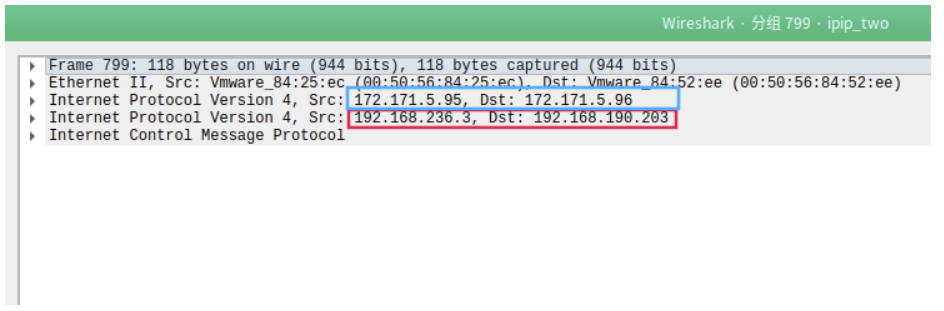 Wireshark · 分组 799 · ipip_two
Frame 799: 118 bytes on wire (944 bits), 118 bytes captured (944 bits)
Ethernet II, Src: Vmware_84:25:ec (00:50:56:84:25:ec), Dst: Vmware_84:52:ee (00:50:56:84:52:ee)
Internet Protocol Version 4, Src: 172.171.5.95, Dst: 172.171.5.96
Internet Protocol Version 4, Src: 192.168.236.3, Dst: 192.168.190.203
Internet Control Message Protocol